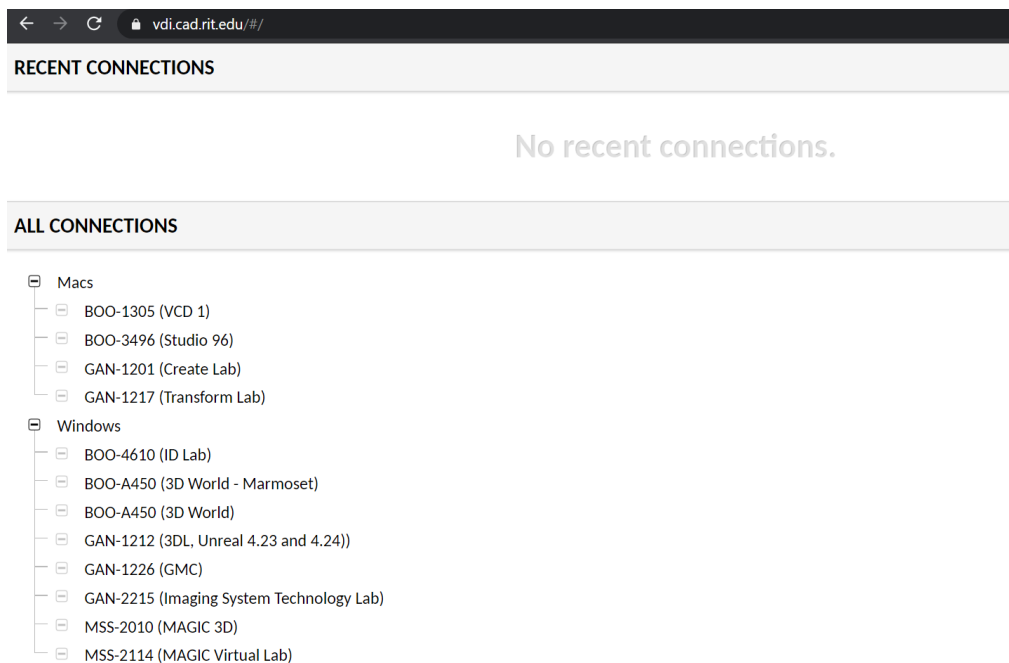 vdi.cad.rit.edu/#/
RECENT CONNECTIONS
No recent connections.
ALL CONNECTIONS
Macs
BOO-1305 (VCD 1)
BOO-3496 (Studio 96)
GAN-1201 (Create Lab)
GAN-1217 (Transform Lab)
Windows
BOO-4610 (ID Lab)
BOO-A450 (3D World - Marmoset)
BOO-A450 (3D World)
GAN-1212 (3DL, Unreal 4.23 and 4.24))
GAN-1226 (GMC)
GAN-2215 (Imaging System Technology Lab)
MSS-2010 (MAGIC 3D)
MSS-2114 (MAGIC Virtual Lab)